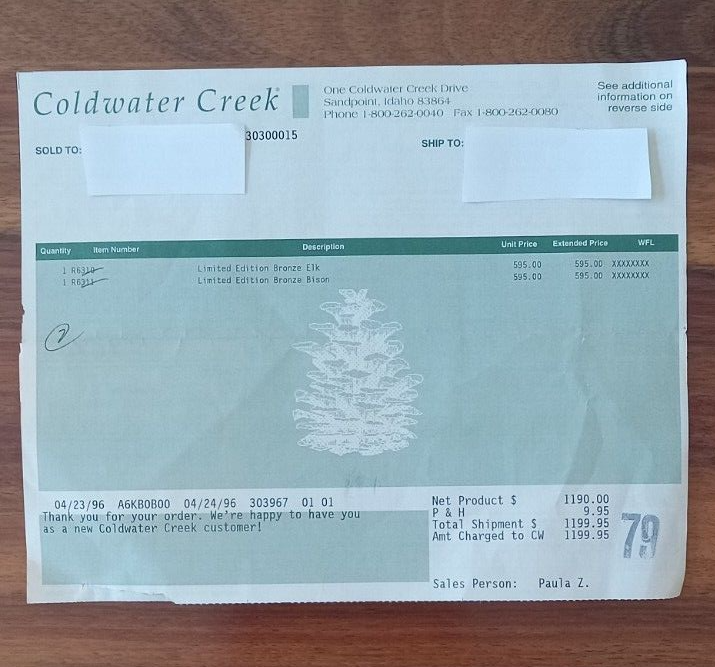 Coldwater Creek
One Coldwater Creek Drive
Sandpoint, Idaho 83864
Phone 1-800-262-0040 Fax 1-800-262-0080
See additional
information on
reverse side
30300015
SOLD TO:
SHIP TO:
Quantity Item Number Description Unit Price Extended Price WFL
1 R6310 Limited Edition Bronze Elk 595.00 595.00 XXXXXXXX
1 R6311 Limited Edition Bronze Bison 595.00 595.00 XXXXXXXX
2
04/23/96 A6KB0B00 04/24/96 303967 01 01
Thank you for your order. We're happy to have you
as a new Coldwater Creek customer!
Net Product $ 1190.00
P & H 9.95
Total Shipment $ 1199.95
Amt Charged to CW 1199.95
79
Sales Person: Paula Z.